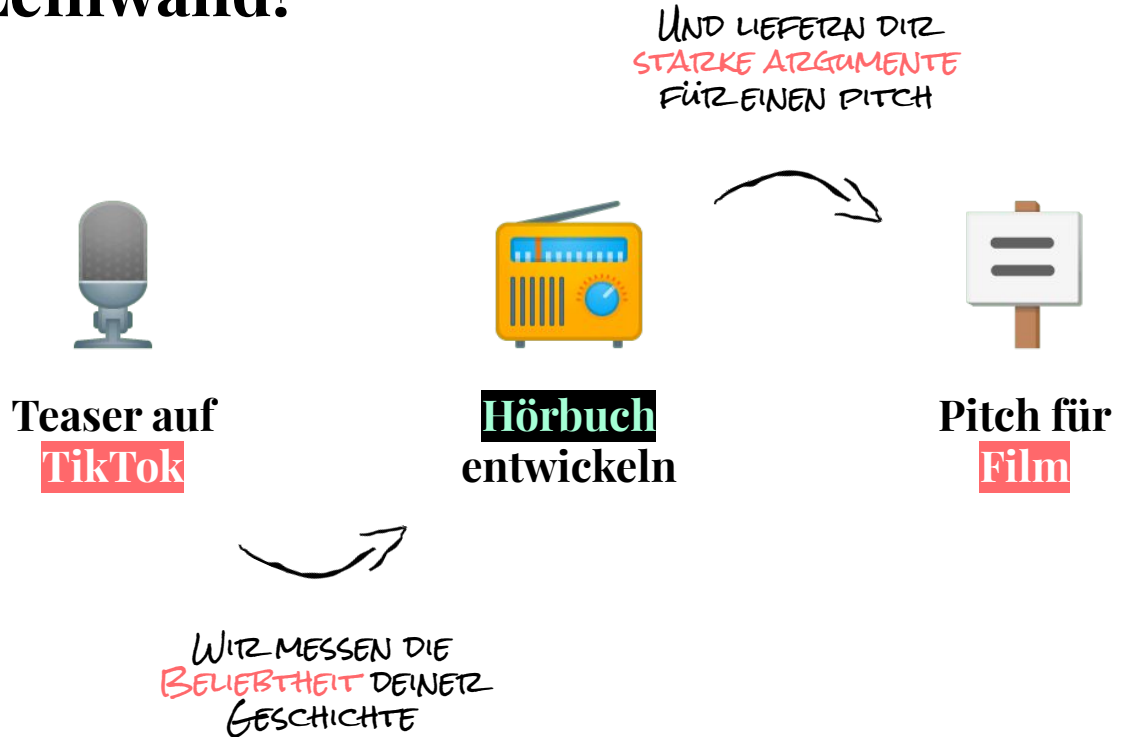 Leinwand!
Und liefern dir
starke Argumente
für einen Pitch
Teaser auf
TikTok
Hörbuch
entwickeln
Pitch für
Film
Wir messen die
Beliebtheit deiner
Geschichte